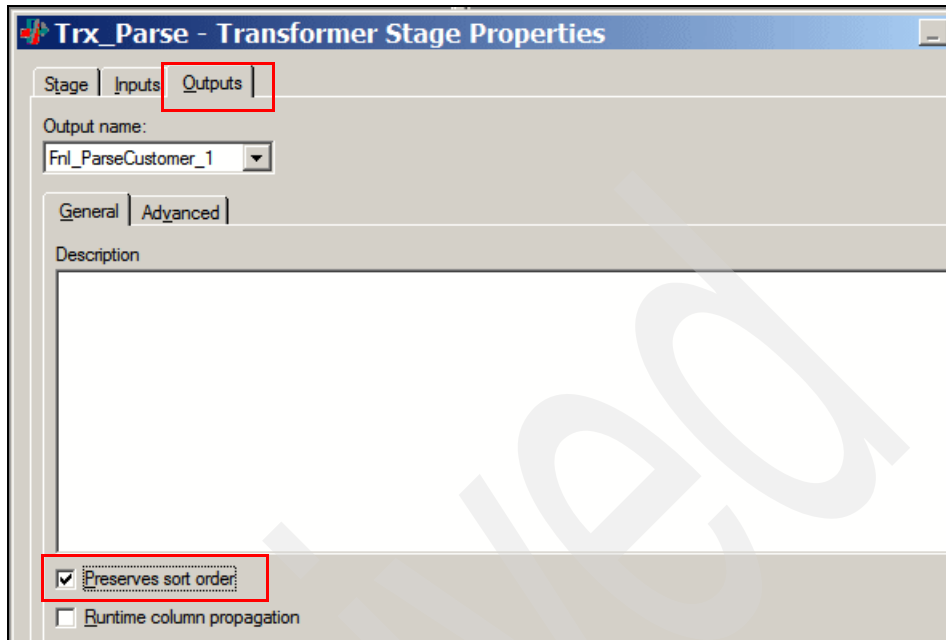 Trx_Parse - Transformer Stage Properties
Stage Inputs Outputs
Output name:
Fnl_ParseCustomer_1
General Advanced
Description
Preserves sort order
Runtime column propagation